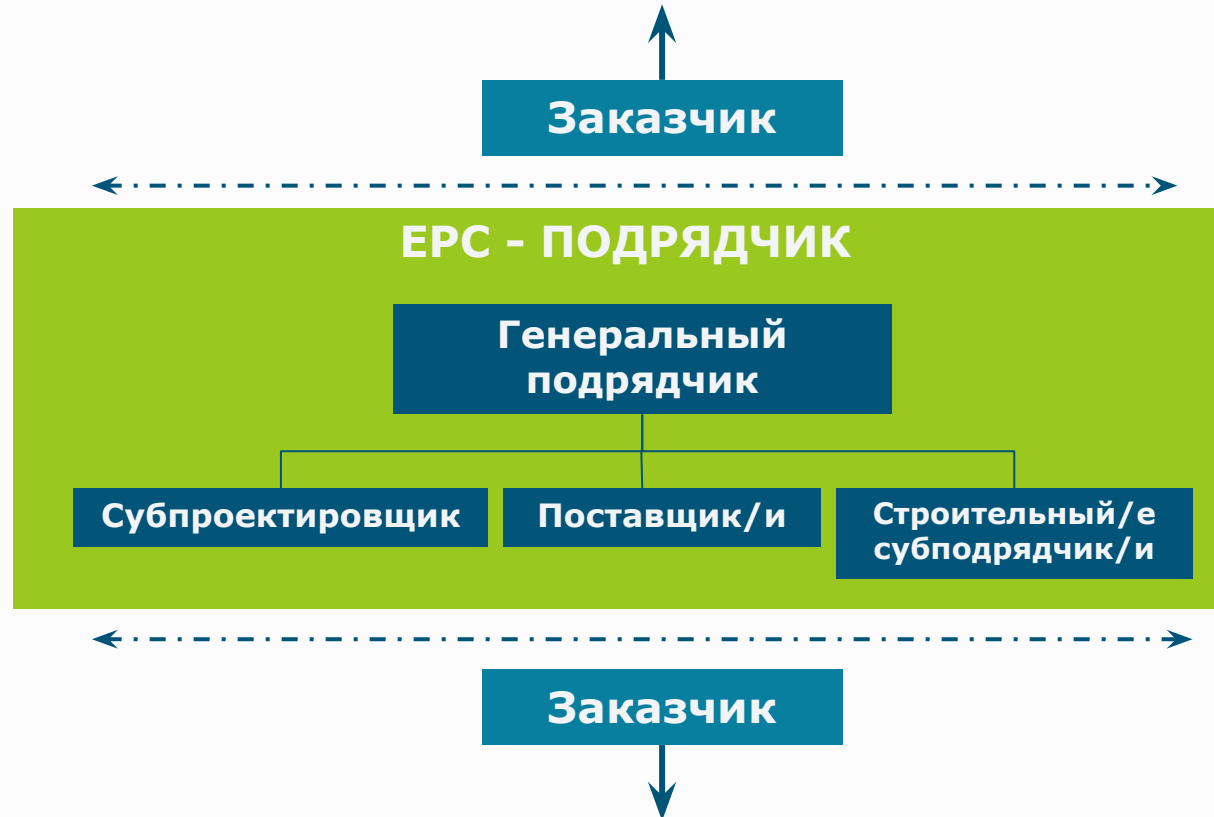 Заказчик
EPC - ПОДРЯДЧИК
Генеральный
подрядчик
Субпроектировщик
Поставщик/и
Строительный/е
субподрядчик/и
Заказчик